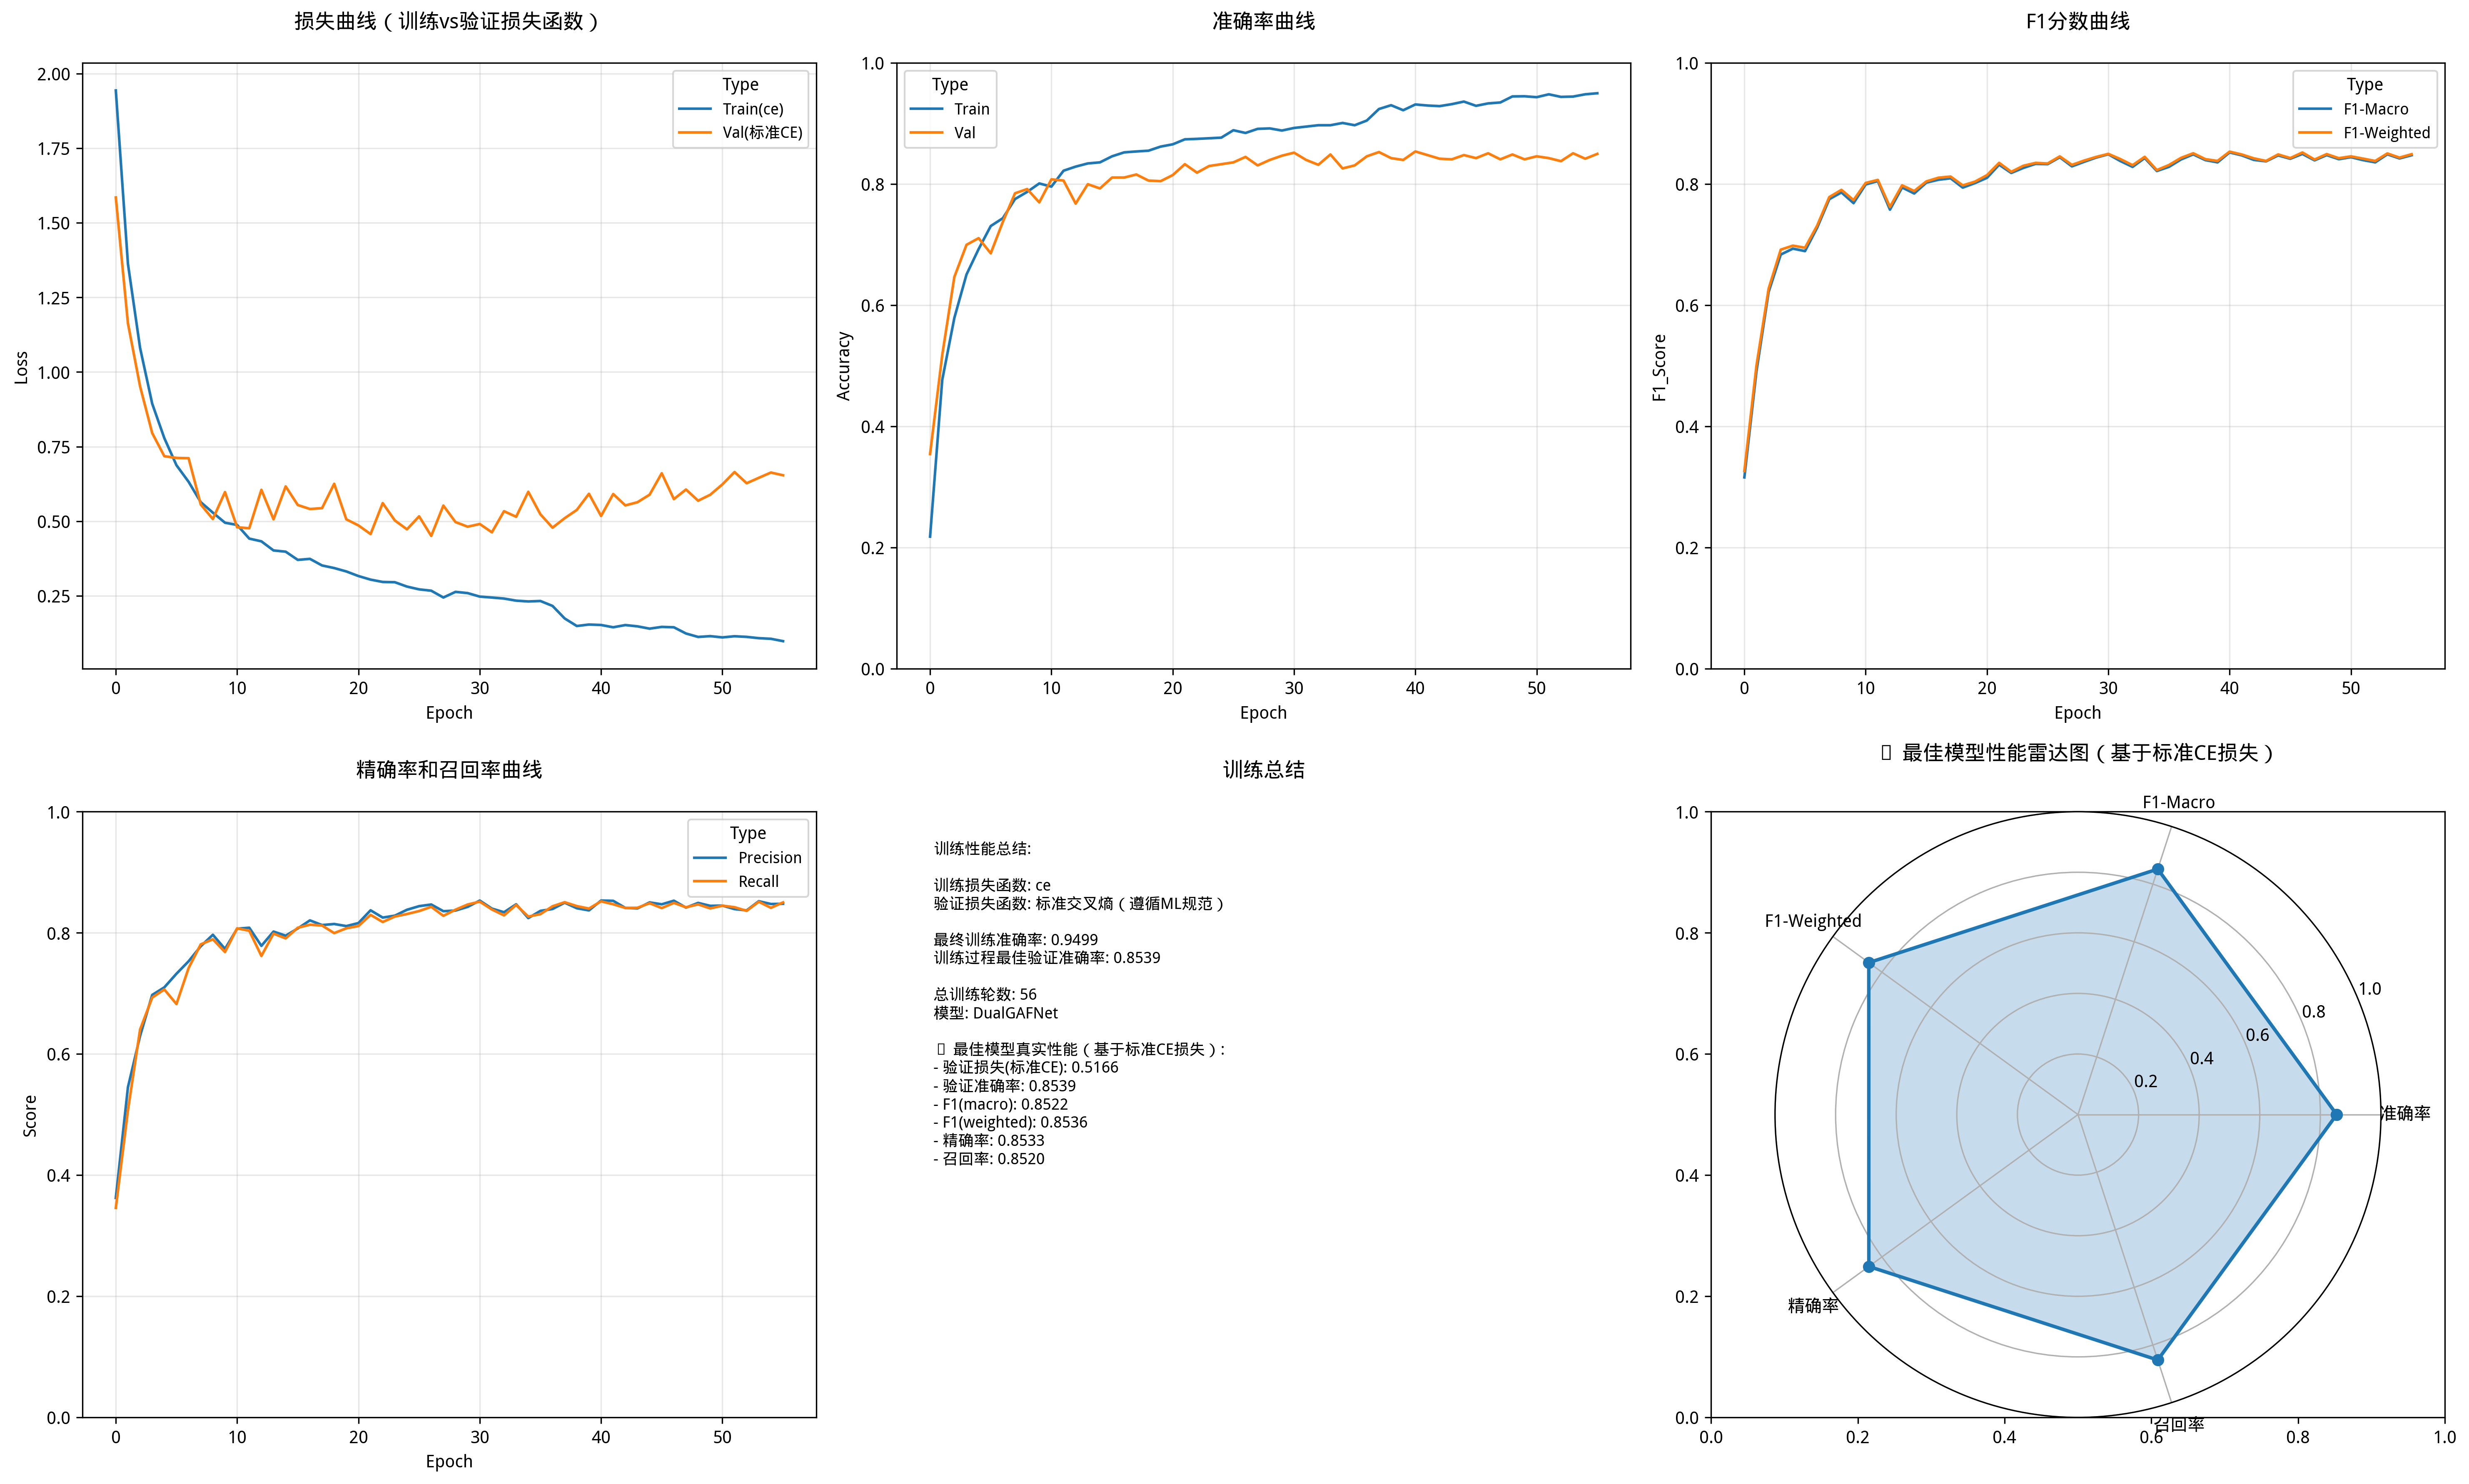 损失曲线（训练vs验证损失函数）
2.00
1.75
1.50
1.25
1.00
0.75
0.50
0.25
Loss
0 10 20 30 40 50
Epoch
Type
Train(ce)
Val(标准CE)
准确率曲线
1.0
0.8
0.6
0.4
0.2
0.0
Accuracy
0 10 20 30 40 50
Epoch
Type
Train
Val
F1分数曲线
1.0
0.8
0.6
0.4
0.2
0.0
F1_Score
0 10 20 30 40 50
Epoch
Type
F1-Macro
F1-Weighted
精确率和召回率曲线
1.0
0.8
0.6
0.4
0.2
0.0
Score
0 10 20 30 40 50
Epoch
Type
Precision
Recall
训练总结
训练性能总结:
训练损失函数: ce
验证损失函数: 标准交叉熵（遵循ML规范）
最终训练准确率: 0.9499
训练过程最佳验证准确率: 0.8539
总训练轮数: 56
模型: DualGAFNet
最佳模型真实性能（基于标准CE损失）:
- 验证损失(标准CE): 0.5166
- 验证准确率: 0.8539
- F1(macro): 0.8522
- F1(weighted): 0.8536
- 精确率: 0.8533
- 召回率: 0.8520
最佳模型性能雷达图（基于标准CE损失）
1.0
0.8
0.6
0.4
0.2
0.0
0.0 0.2 0.4 0.6 0.8 1.0
F1-Macro
F1-Weighted
准确率
精确率
召回率
1.0
0.8
0.6
0.4
0.2